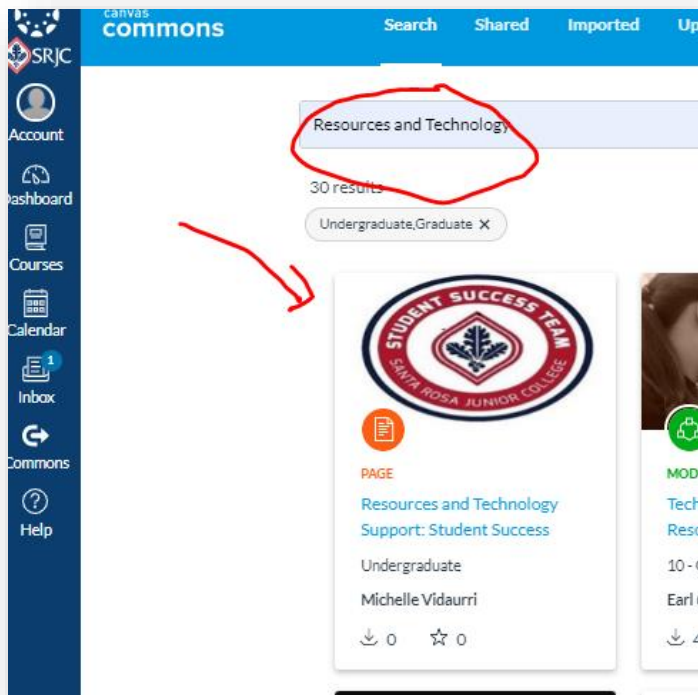 canvas
commons
Search Shared Imported Up
SRJC
Account
Dashboard
Courses
Calendar
1
Inbox
Commons
Help
Resources and Technology
30 results
Undergraduate,Graduate X
STUDENT SUCCESS TEAM
SANTA ROSA JUNIOR COLLEGE
PAGE
Resources and Technology
Support: Student Success
Undergraduate
Michelle Vidaurri
0 0
MOD
Tech
Reso
10 -
Earl
4